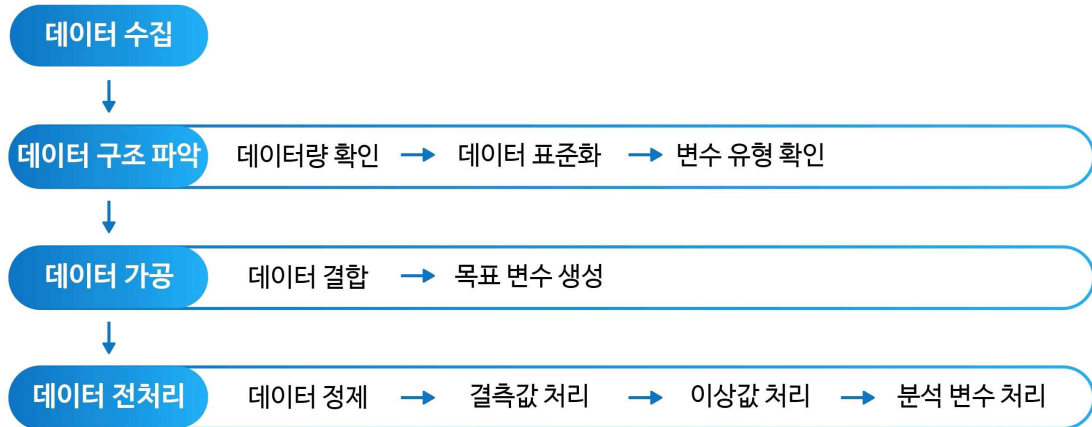 데이터 수집
데이터 구조 파악 데이터량 확인 → 데이터 표준화 → 변수 유형 확인
데이터 가공 데이터 결합 → 목표 변수 생성
데이터 전처리 데이터 정제 → 결측값 처리 → 이상값 처리 → 분석 변수 처리